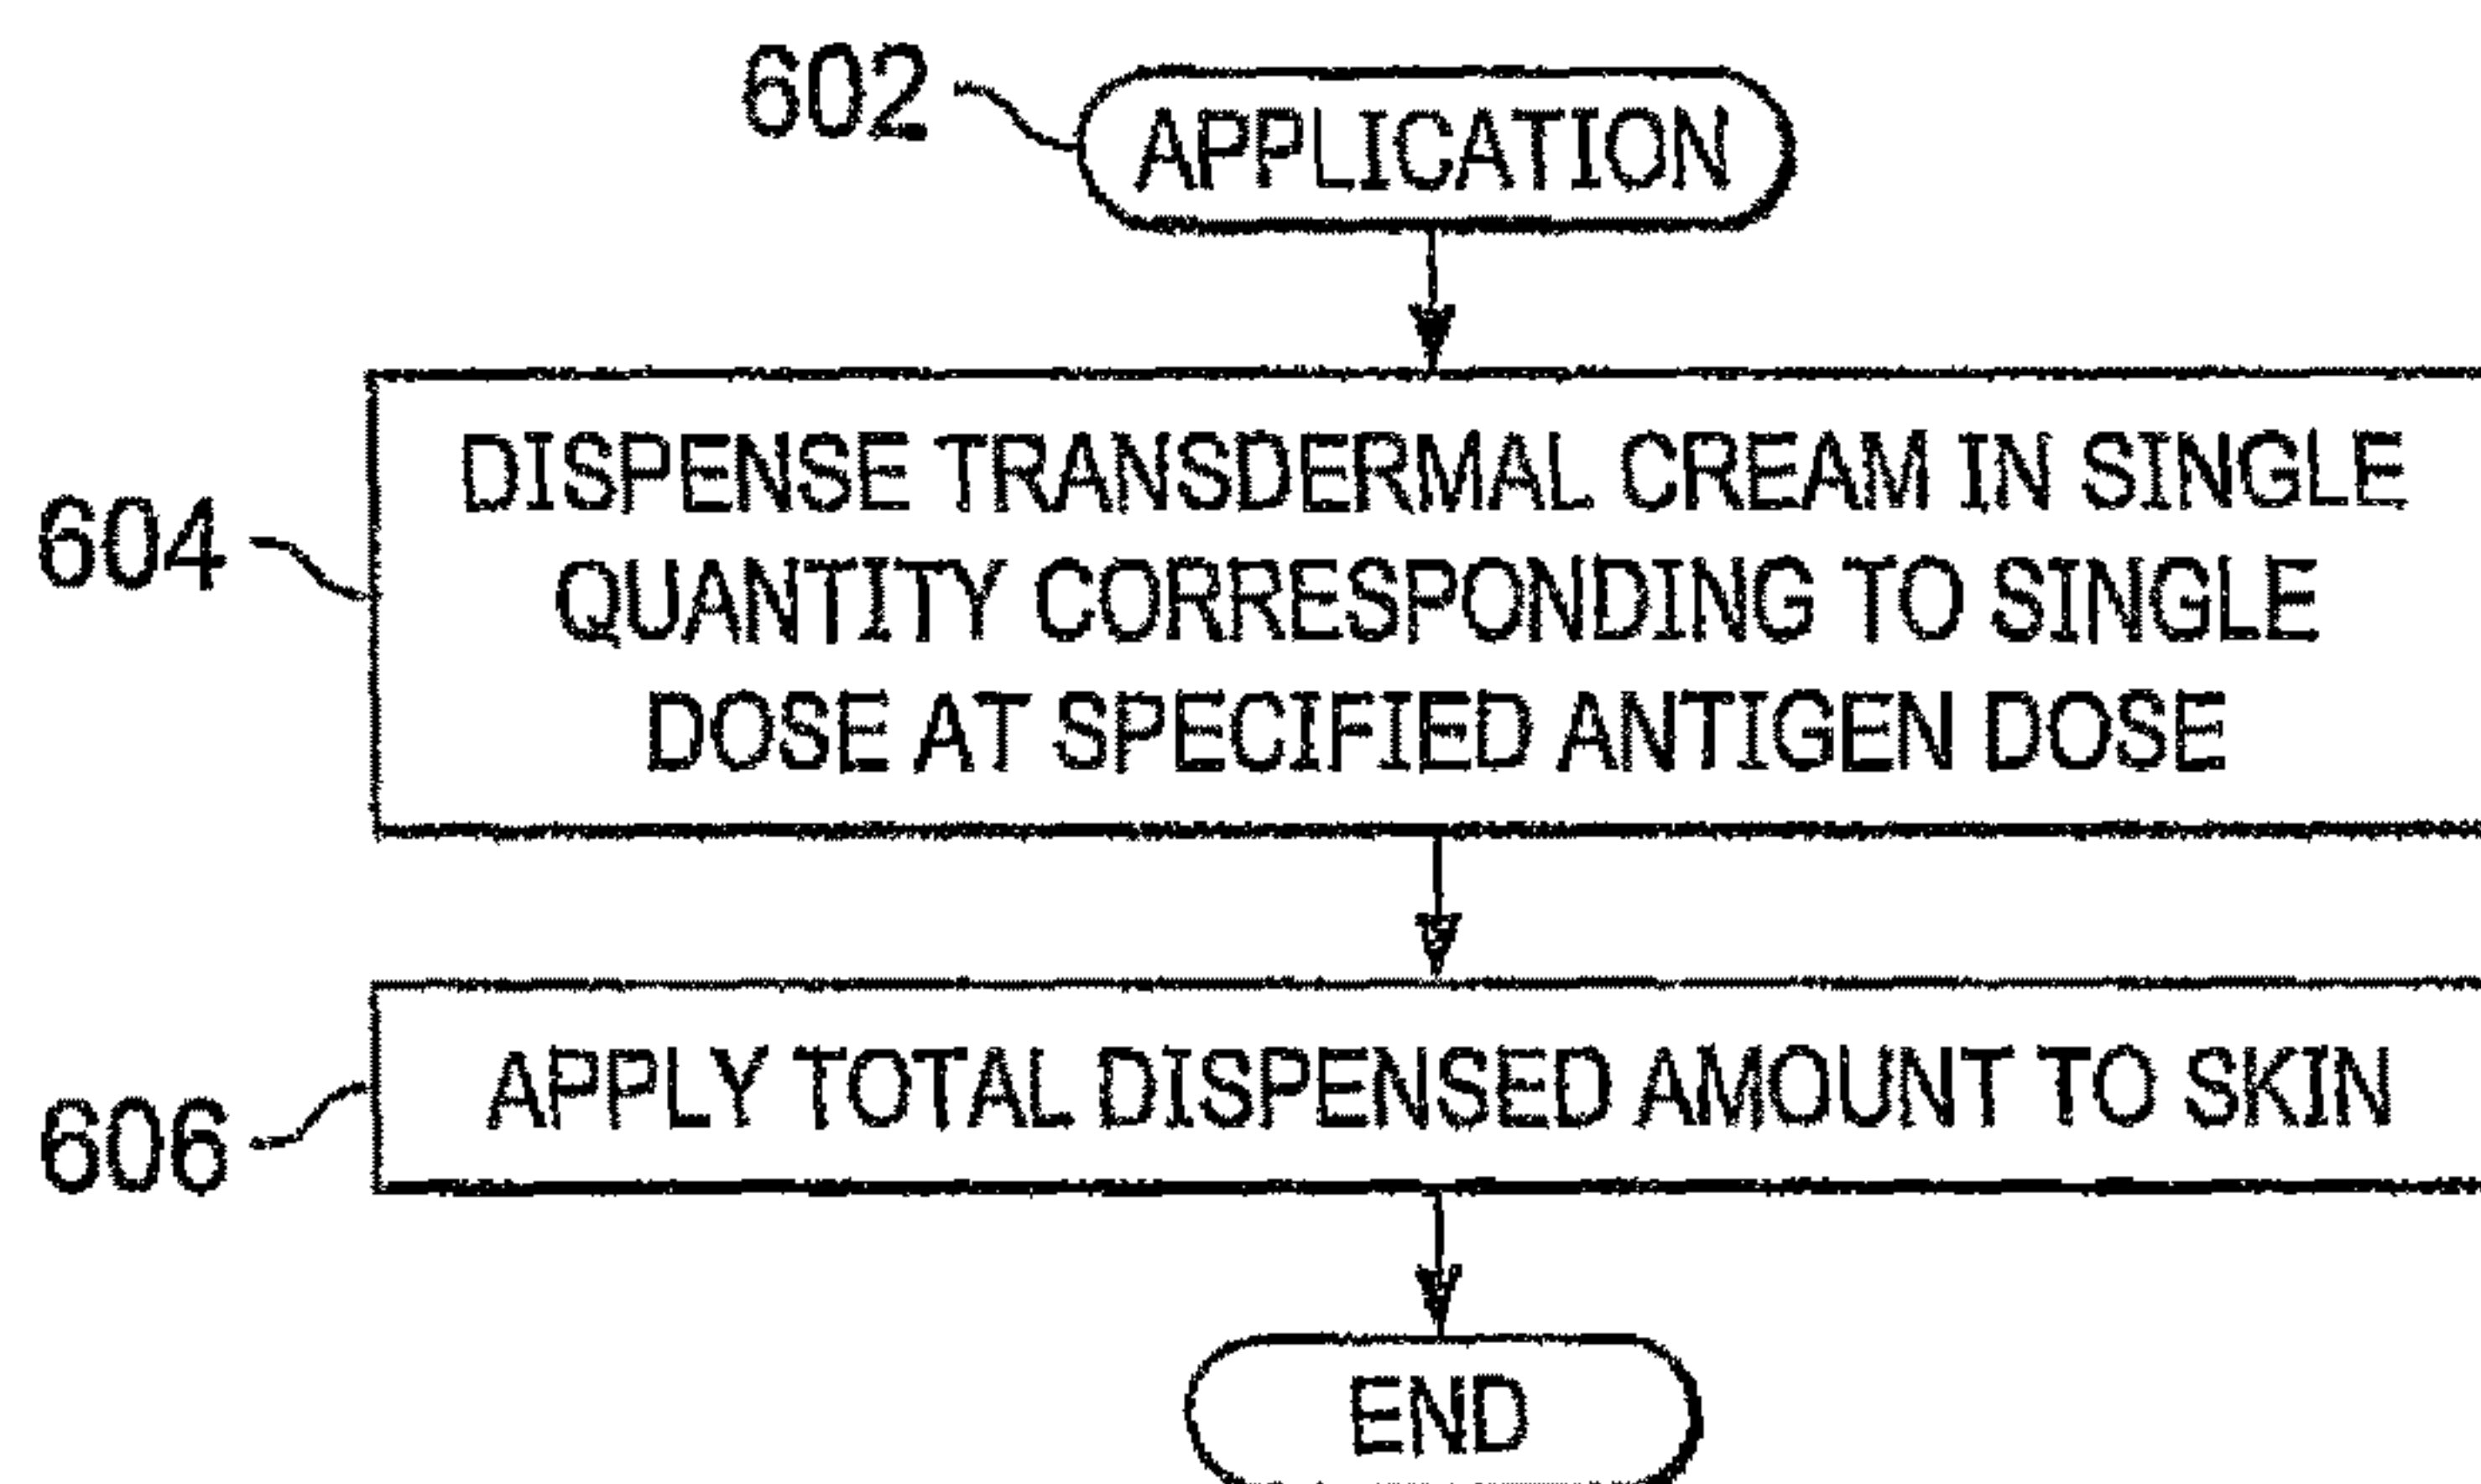 602
APPLICATION
604
DISPENSE TRANSDERMAL CREAM IN SINGLE
QUANTITY CORRESPONDING TO SINGLE
DOSE AT SPECIFIED ANTIGEN DOSE
606
APPLY TOTAL DISPENSED AMOUNT TO SKIN
END